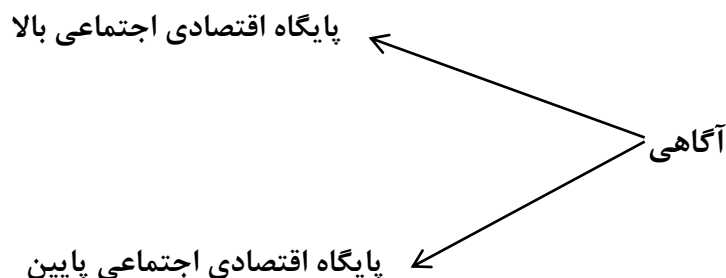 پایگاه اقتصادی اجتماعی بالا
آگاهی
پایگاه اقتصادی اجتماعی پایین